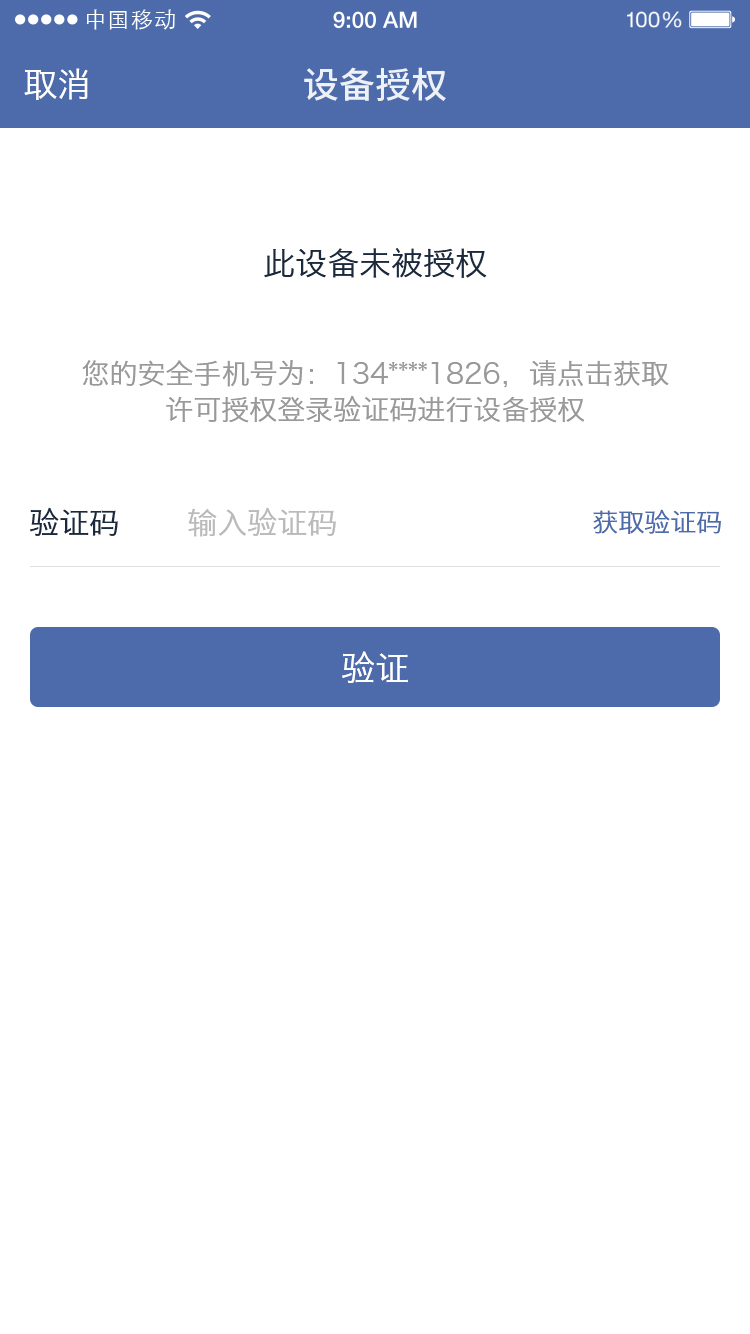 中国移动 9:00 AM 100%
取消 设备授权
此设备未被授权
您的安全手机号为：134****1826，请点击获取
许可授权登录验证码进行设备授权
验证码 输入验证码 获取验证码
验证